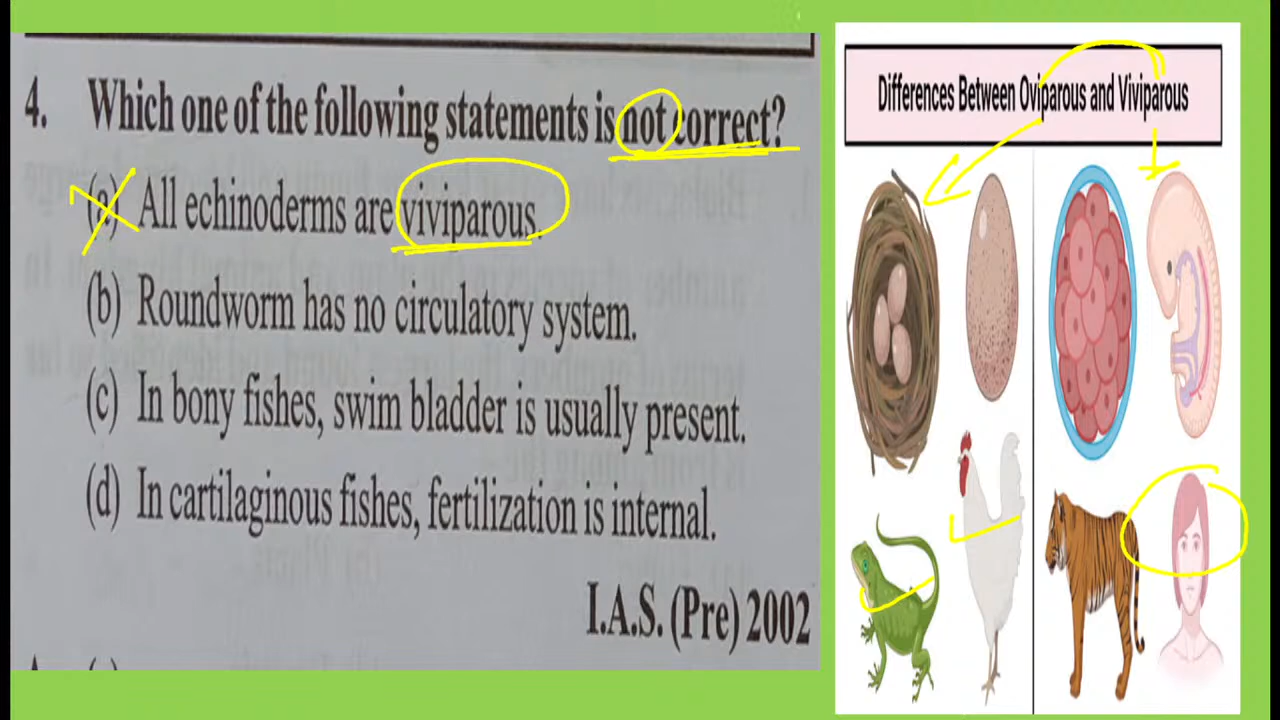 4. Which one of the following statements is not correct?
(a) All echinoderms are viviparous.
(b) Roundworm has no circulatory system.
(c) In bony fishes, swim bladder is usually present.
(d) In cartilaginous fishes, fertilization is internal.
I.A.S. (Pre) 2002
Differences Between Oviparous and Viviparous